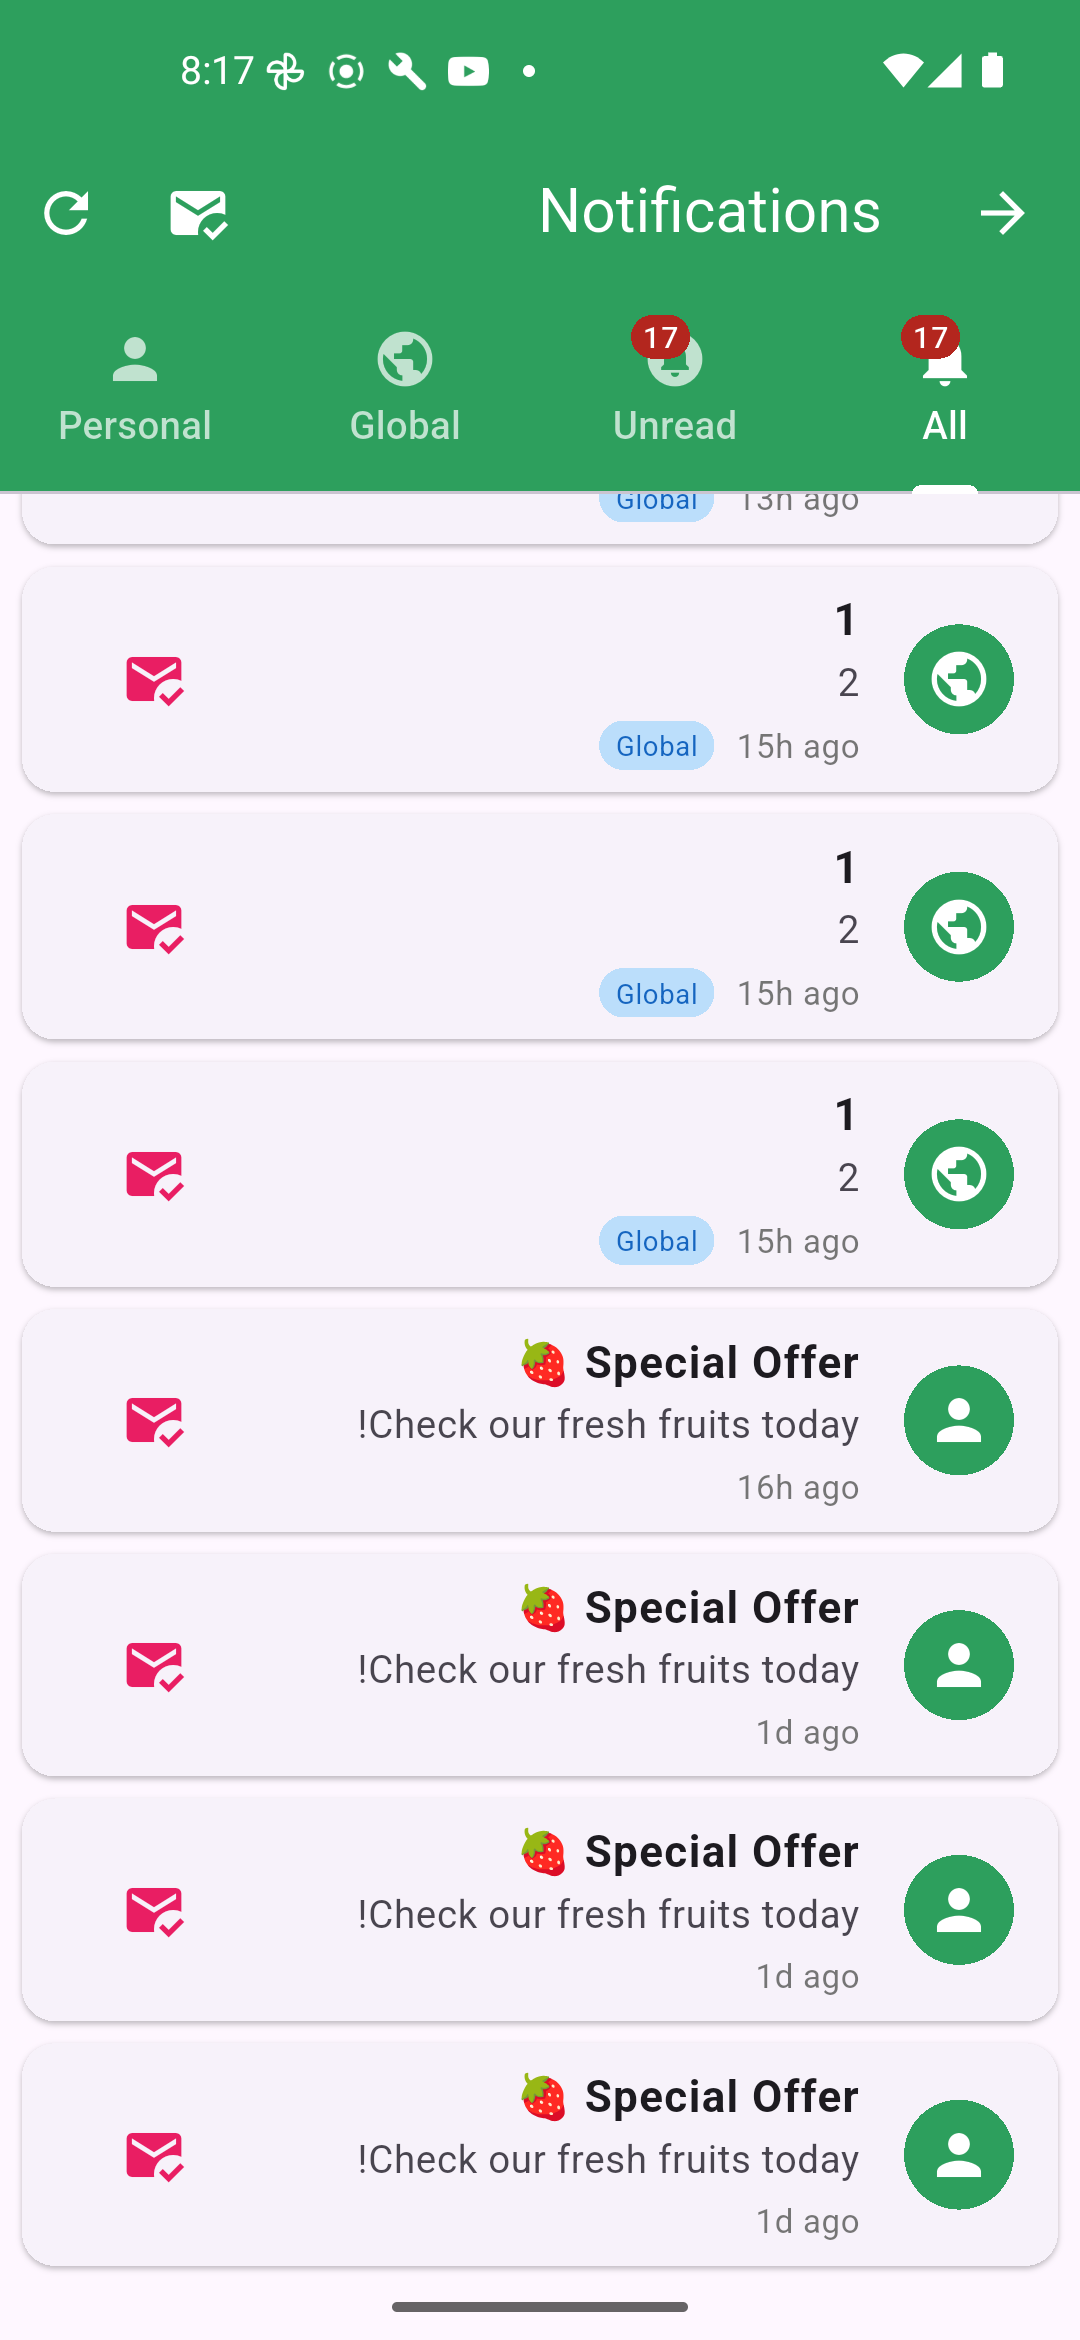 8:17
Notifications
Personal
Global
17
Unread
17
All
Global 13h ago
1
2
Global 15h ago
1
2
Global 15h ago
1
2
Global 15h ago
🍓 Special Offer
!Check our fresh fruits today
16h ago
🍓 Special Offer
!Check our fresh fruits today
1d ago
🍓 Special Offer
!Check our fresh fruits today
1d ago
🍓 Special Offer
!Check our fresh fruits today
1d ago